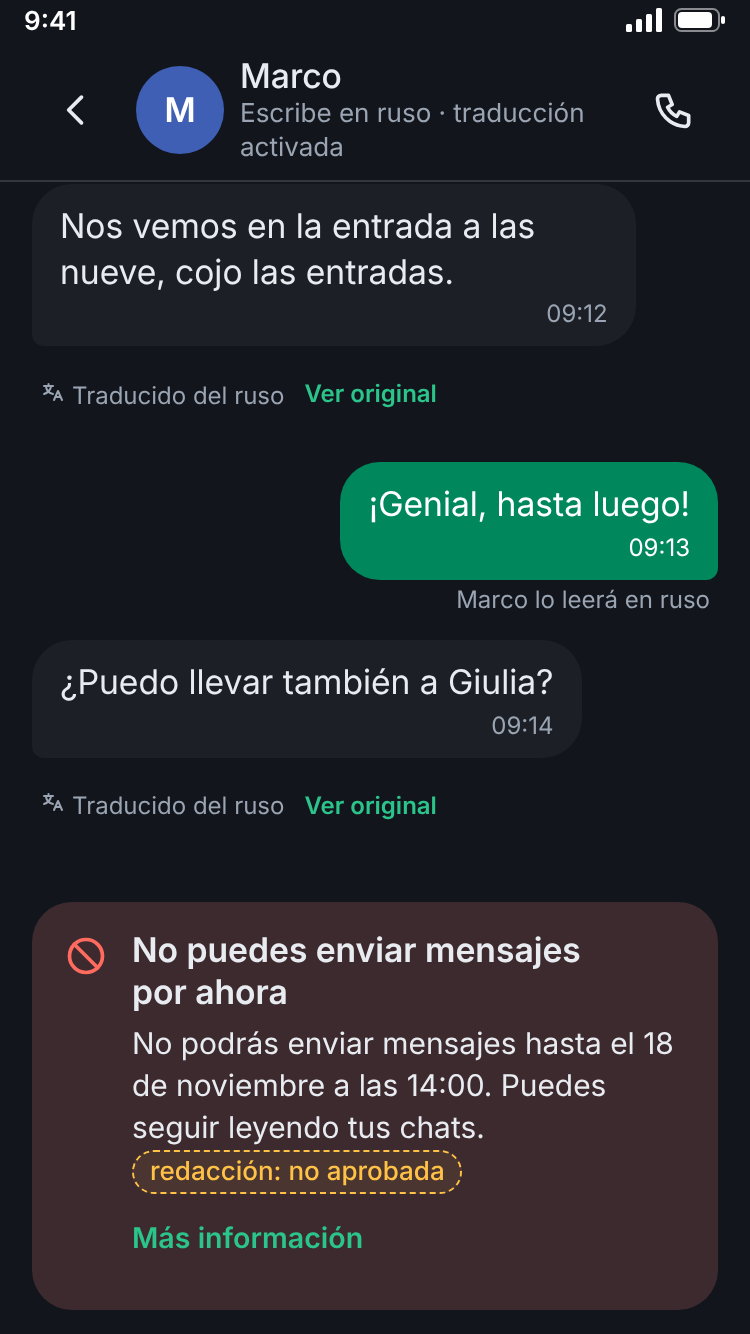 9:41
M
Marco
Escribe en ruso · traducción
activada
Nos vemos en la entrada a las
nueve, cojo las entradas.
09:12
Traducido del ruso Ver original
¡Genial, hasta luego!
09:13
Marco lo leerá en ruso
¿Puedo llevar también a Giulia?
09:14
Traducido del ruso Ver original
No puedes enviar mensajes
por ahora
No podrás enviar mensajes hasta el 18
de noviembre a las 14:00. Puedes
seguir leyendo tus chats.
redacción: no aprobada
Más información